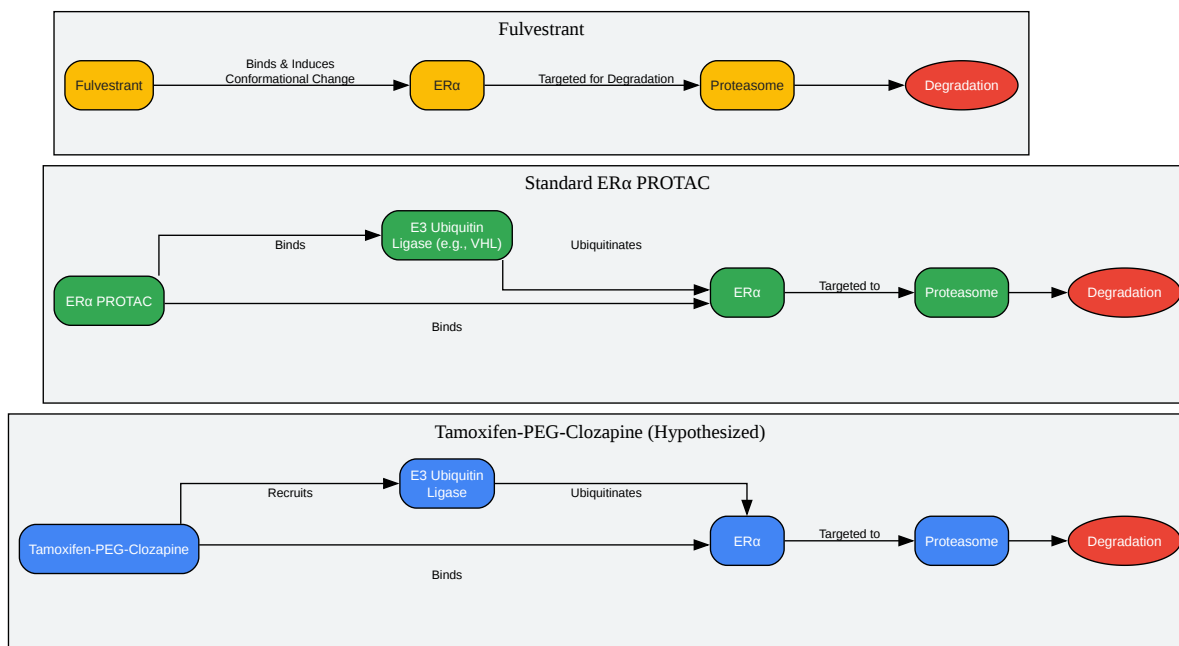 Fulvestrant
Binds & Induces
Conformational Change
Fulvestrant
ERα
Targeted for Degradation
Proteasome
Degradation
Standard ERα PROTAC
E3 Ubiquitin
Ligase (e.g., VHL)
Binds
Ubiquitinates
ERα PROTAC
ERα
Targeted to
Proteasome
Degradation
Binds
Tamoxifen-PEG-Clozapine (Hypothesized)
E3 Ubiquitin
Ligase
Recruits
Ubiquitinates
Tamoxifen-PEG-Clozapine
ERα
Targeted to
Proteasome
Degradation
Binds